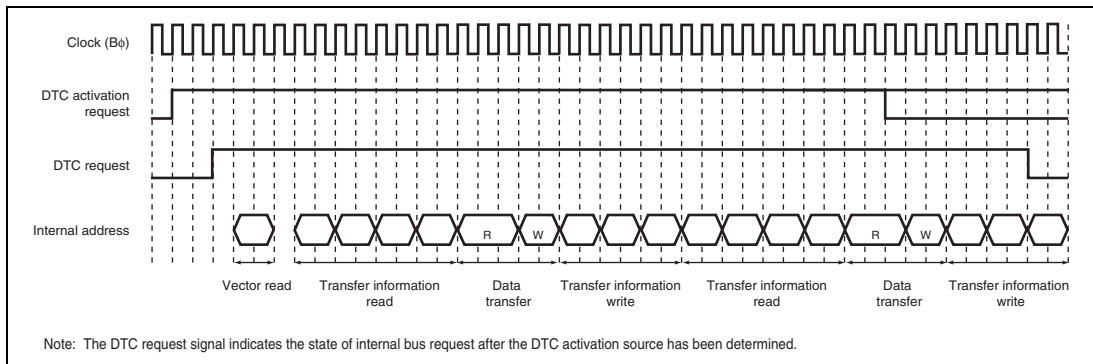 Clock (Bϕ)
DTC activation
request
DTC request
Internal address
R
W
R
W
Vector read
Transfer information
read
Data
transfer
Transfer information
write
Transfer information
read
Data
transfer
Transfer information
write
Note: The DTC request signal indicates the state of internal bus request after the DTC activation source has been determined.